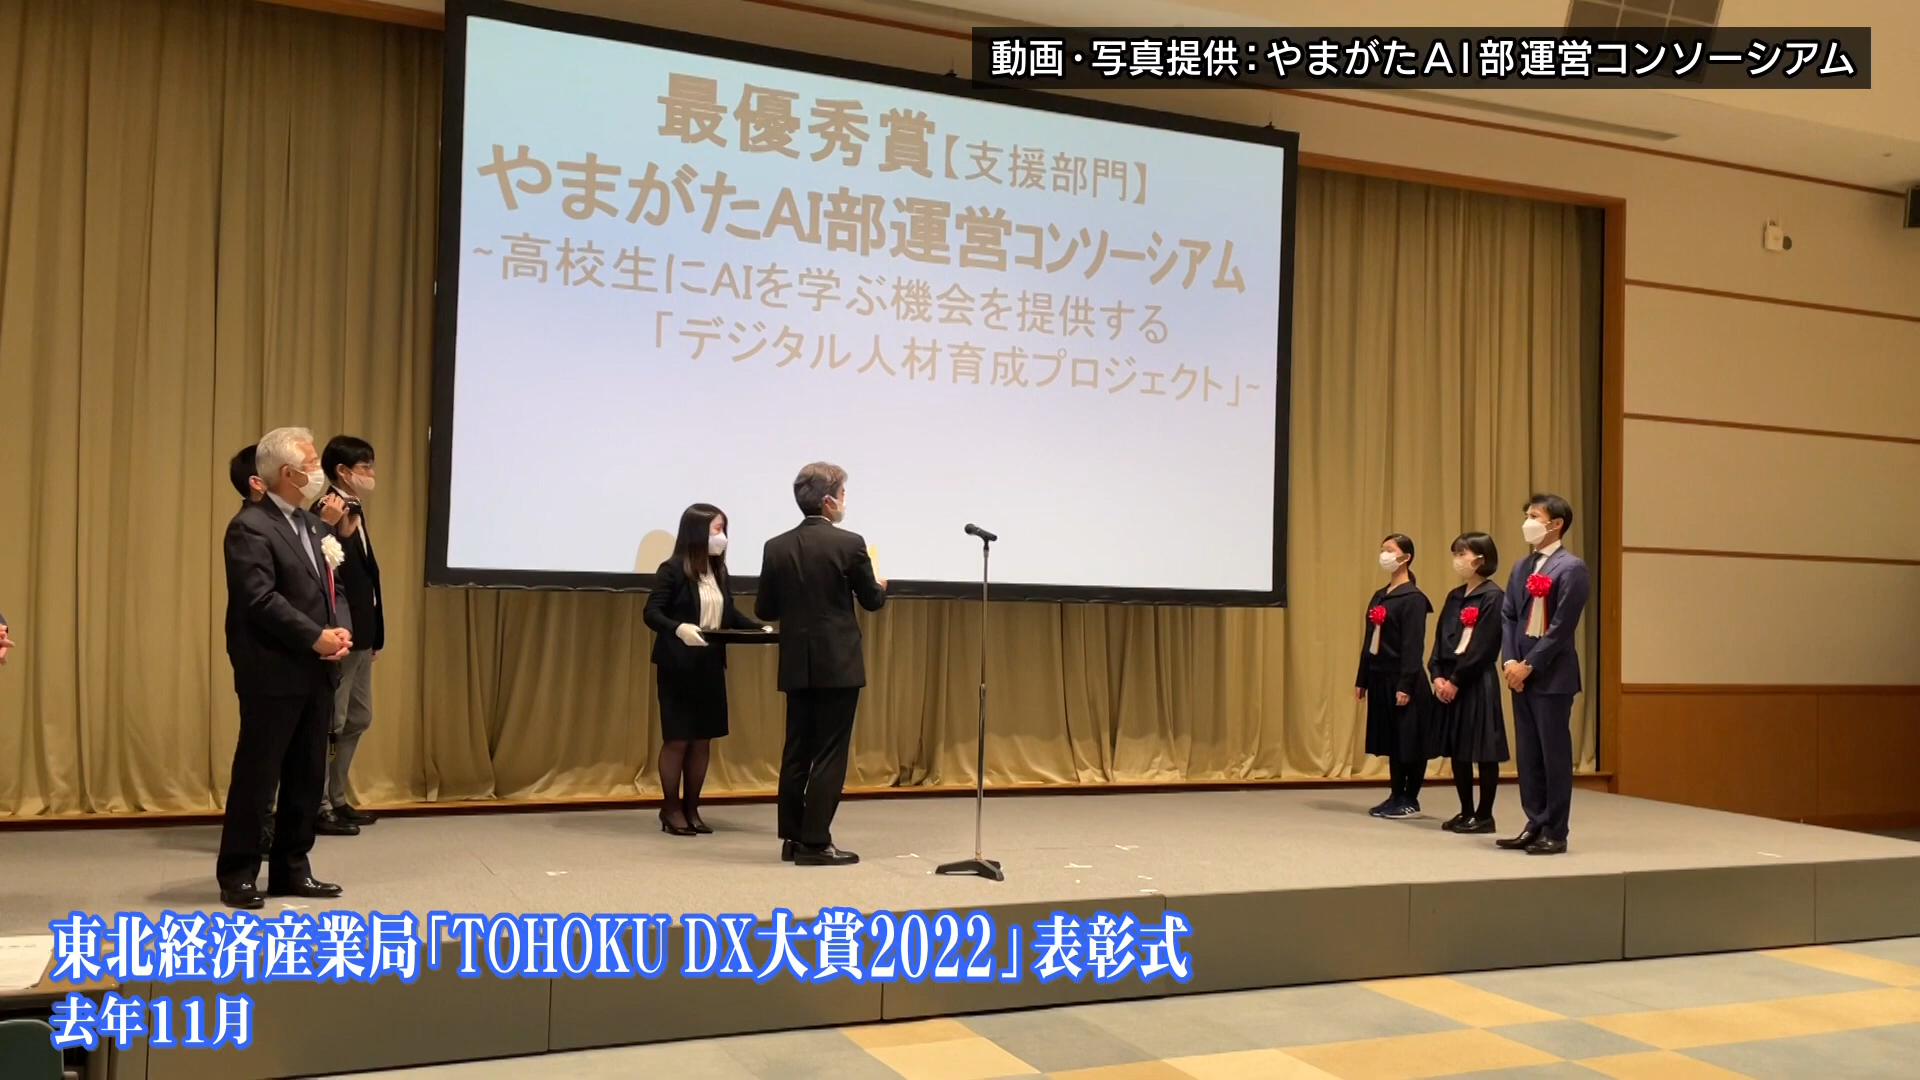 動画・写真提供：やまがたAI部運営コンソーシアム
最優秀賞【支援部門】
やまがたAI部運営コンソーシアム
~高校生にAIを学ぶ機会を提供する
「デジタル人材育成プロジェクト」~
東北経済産業局「TOHOKU DX大賞2022」表彰式
去年11月